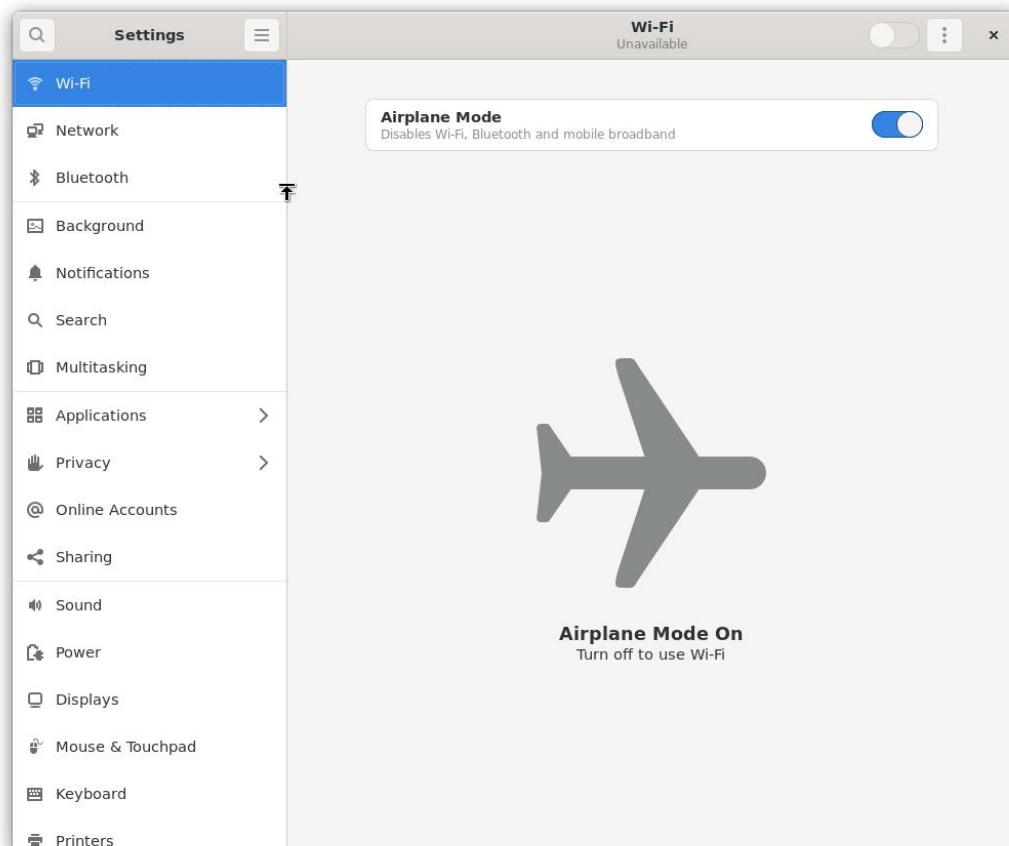 Settings
Wi-Fi
Unavailable
Wi-Fi
Network
Bluetooth
Background
Notifications
Search
Multitasking
Applications
Privacy
Online Accounts
Sharing
Sound
Power
Displays
Mouse & Touchpad
Keyboard
Printers
Airplane Mode
Disables Wi-Fi, Bluetooth and mobile broadband
Airplane Mode On
Turn off to use Wi-Fi